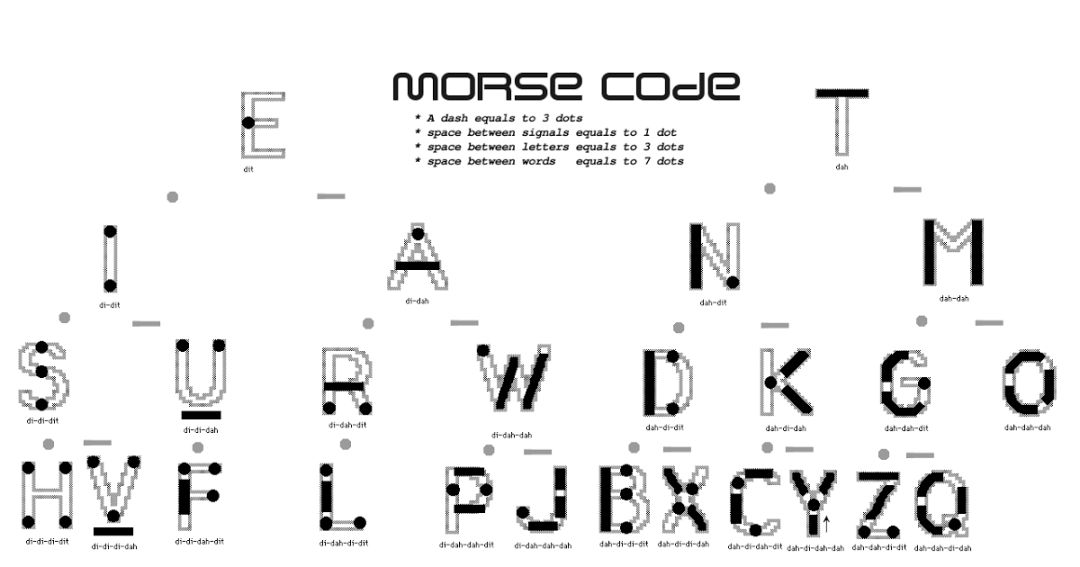 MORSE CODE
* A dash equals to 3 dots
* space between signals equals to 1 dot
* space between letters equals to 3 dots
* space between words equals to 7 dots
E T
dit dah
I A N M
di-dit di-dah dah-dit dah-dah
S U R W D K G O
di-di-dit di-di-dah di-dah-dit di-dah-dah dah-di-dit dah-di-dah dah-dah-dit dah-dah-dah
H V F L P J B X C Y Z Q
di-di-di-dit di-di-di-dah di-di-dah-dit di-dah-di-dit di-dah-dah-dit di-dah-dah-dah dah-di-di-dit dah-di-di-dah dah-di-dah-dit dah-di-dah-dah dah-dah-di-dit dah-dah-di-dah